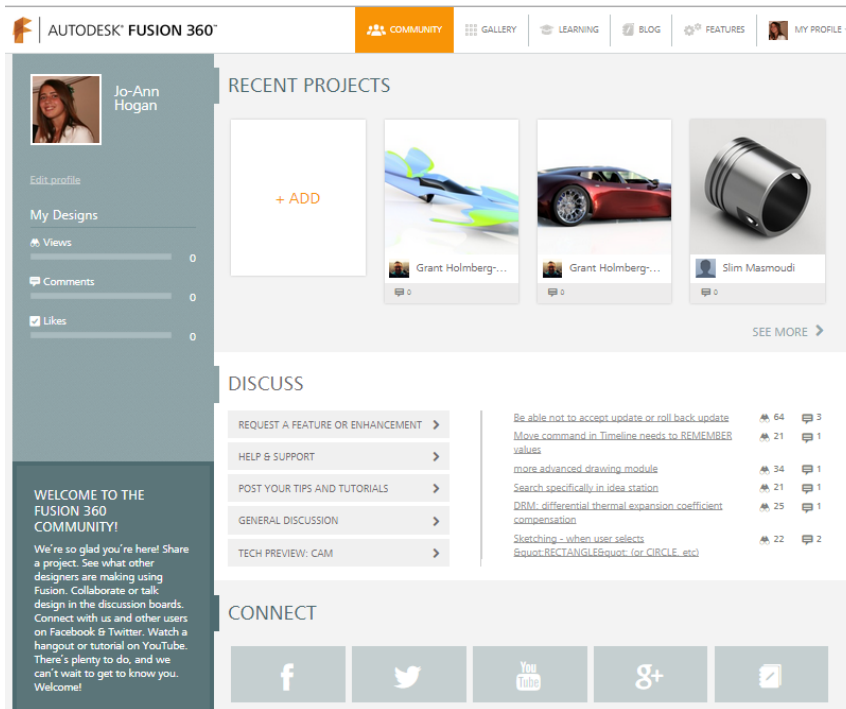 AUTODESK® FUSION 360™
COMMUNITY
GALLERY
LEARNING
BLOG
FEATURES
MY PROFILE
Jo-Ann
Hogan
Edit profile
My Designs
Views
0
Comments
0
Likes
0
WELCOME TO THE
FUSION 360
COMMUNITY!
We're so glad you're here! Share
a project. See what other
designers are making using
Fusion. Collaborate or talk
design in the discussion boards.
Connect with us and other users
on Facebook & Twitter. Watch a
hangout or tutorial on YouTube.
There's plenty to do, and we
can't wait to get to know you.
Welcome!
RECENT PROJECTS
+ ADD
Grant Holmberg-...
0
Grant Holmberg-...
0
Slim Masmoudi
0
SEE MORE
DISCUSS
REQUEST A FEATURE OR ENHANCEMENT
HELP & SUPPORT
POST YOUR TIPS AND TUTORIALS
GENERAL DISCUSSION
TECH PREVIEW: CAM
Be able not to accept update or roll back update 64 3
Move command in Timeline needs to REMEMBER 21 1
values
more advanced drawing module 34 1
Search specifically in idea station 21 1
DRM: differential thermal expansion coefficient 25 1
compensation
Sketching - when user selects 22 2
&quot;RECTANGLE&quot; (or CIRCLE, etc)
CONNECT
f
You
Tube
g+